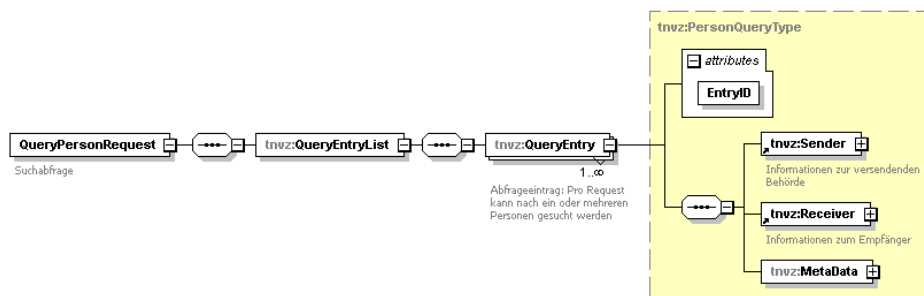 tnvz:PersonQueryType
attributes
EntryID
QueryPersonRequest
Suchabfrage
tnvz:QueryEntryList
tnvz:QueryEntry
1..∞
Abfrageeintrag: Pro Request
kann nach ein oder mehreren
Personen gesucht werden
tnvz:Sender
Informationen zur versendenden
Behörde
tnvz:Receiver
Informationen zum Empfänger
tnvz:MetaData